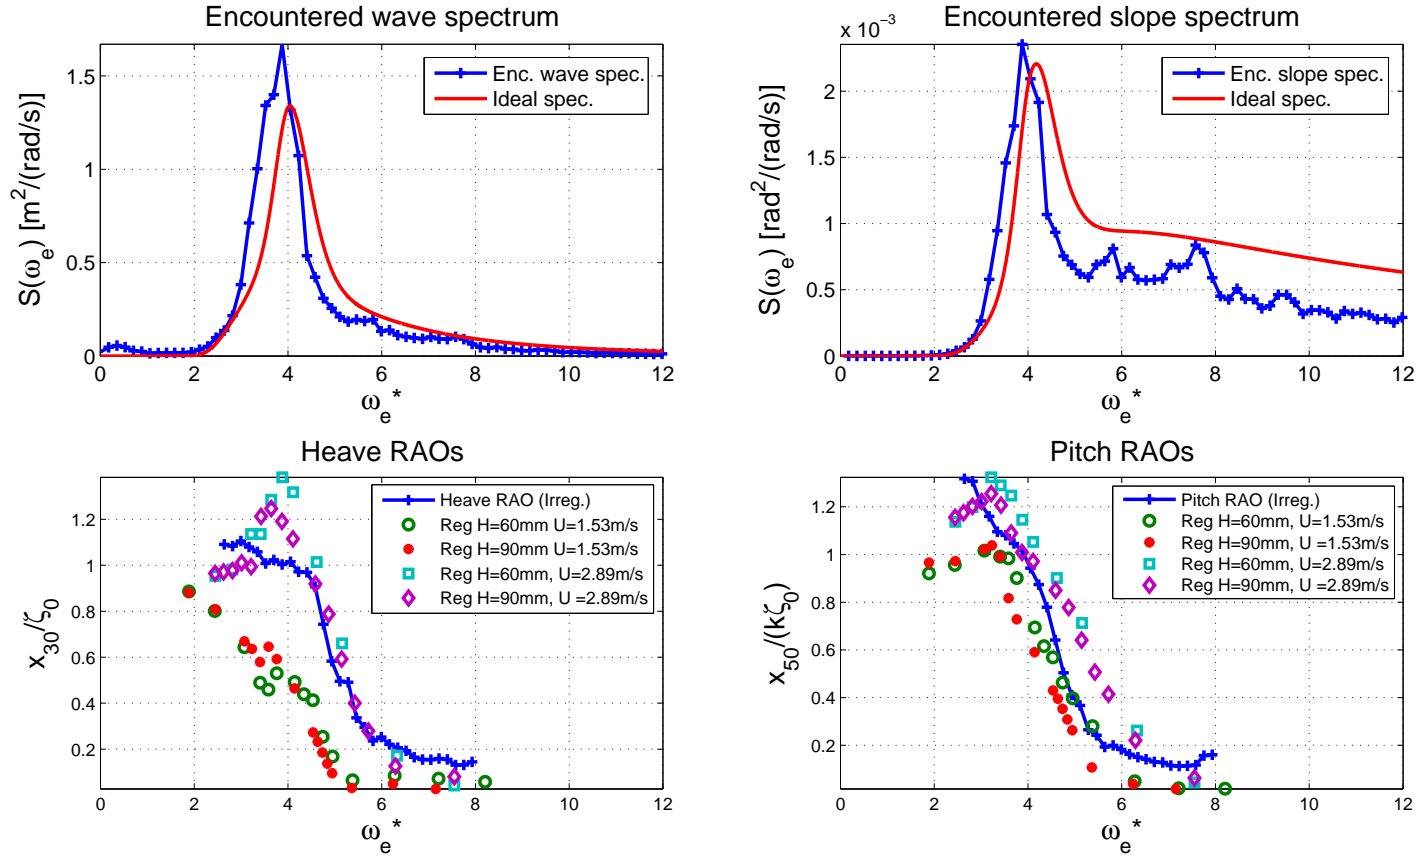 Encountered wave spectrum
S(ω_e) [m²/(rad/s)]
1.5
1
0.5
0
Enc. wave spec.
Ideal spec.
0 2 4 6 8 10 12
ω_e*
Encountered slope spectrum
x 10⁻³
S(ω_e) [rad²/(rad/s)]
2
1.5
1
0.5
0
Enc. slope spec.
Ideal spec.
0 2 4 6 8 10 12
ω_e*
Heave RAOs
x_30/ζ_0
1.2
1
0.8
0.6
0.4
0.2
Heave RAO (Irreg.)
Reg H=60mm U=1.53m/s
Reg H=90mm U=1.53m/s
Reg H=60mm, U=2.89m/s
Reg H=90mm, U =2.89m/s
0 2 4 6 8 10 12
ω_e*
Pitch RAOs
x_50/(kζ_0)
1.2
1
0.8
0.6
0.4
0.2
Pitch RAO (Irreg.)
Reg H=60mm, U=1.53m/s
Reg H=90mm, U =1.53m/s
Reg H=60mm, U=2.89m/s
Reg H=90mm, U =2.89m/s
0 2 4 6 8 10 12
ω_e*